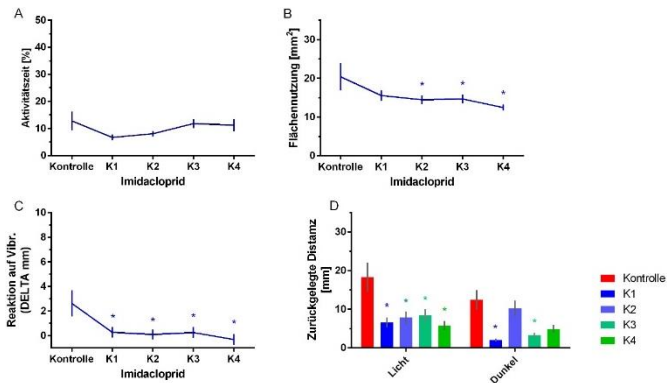 A
Aktivitätszeit [%]
50
40
30
20
10
0
Kontrolle K1 K2 K3 K4
Imidacloprid
B
Flächennutzung [mm²]
30
20
10
0
* * *
Kontrolle K1 K2 K3 K4
Imidacloprid
C
Reaktion auf Vibr.
(DELTA mm)
10
8
6
4
2
0
* * * *
Kontrolle K1 K2 K3 K4
Imidacloprid
D
Zurückgelegte Distamz
[mm]
30
20
10
0
* * * *
* *
Licht
Dunkel
Kontrolle
K1
K2
K3
K4